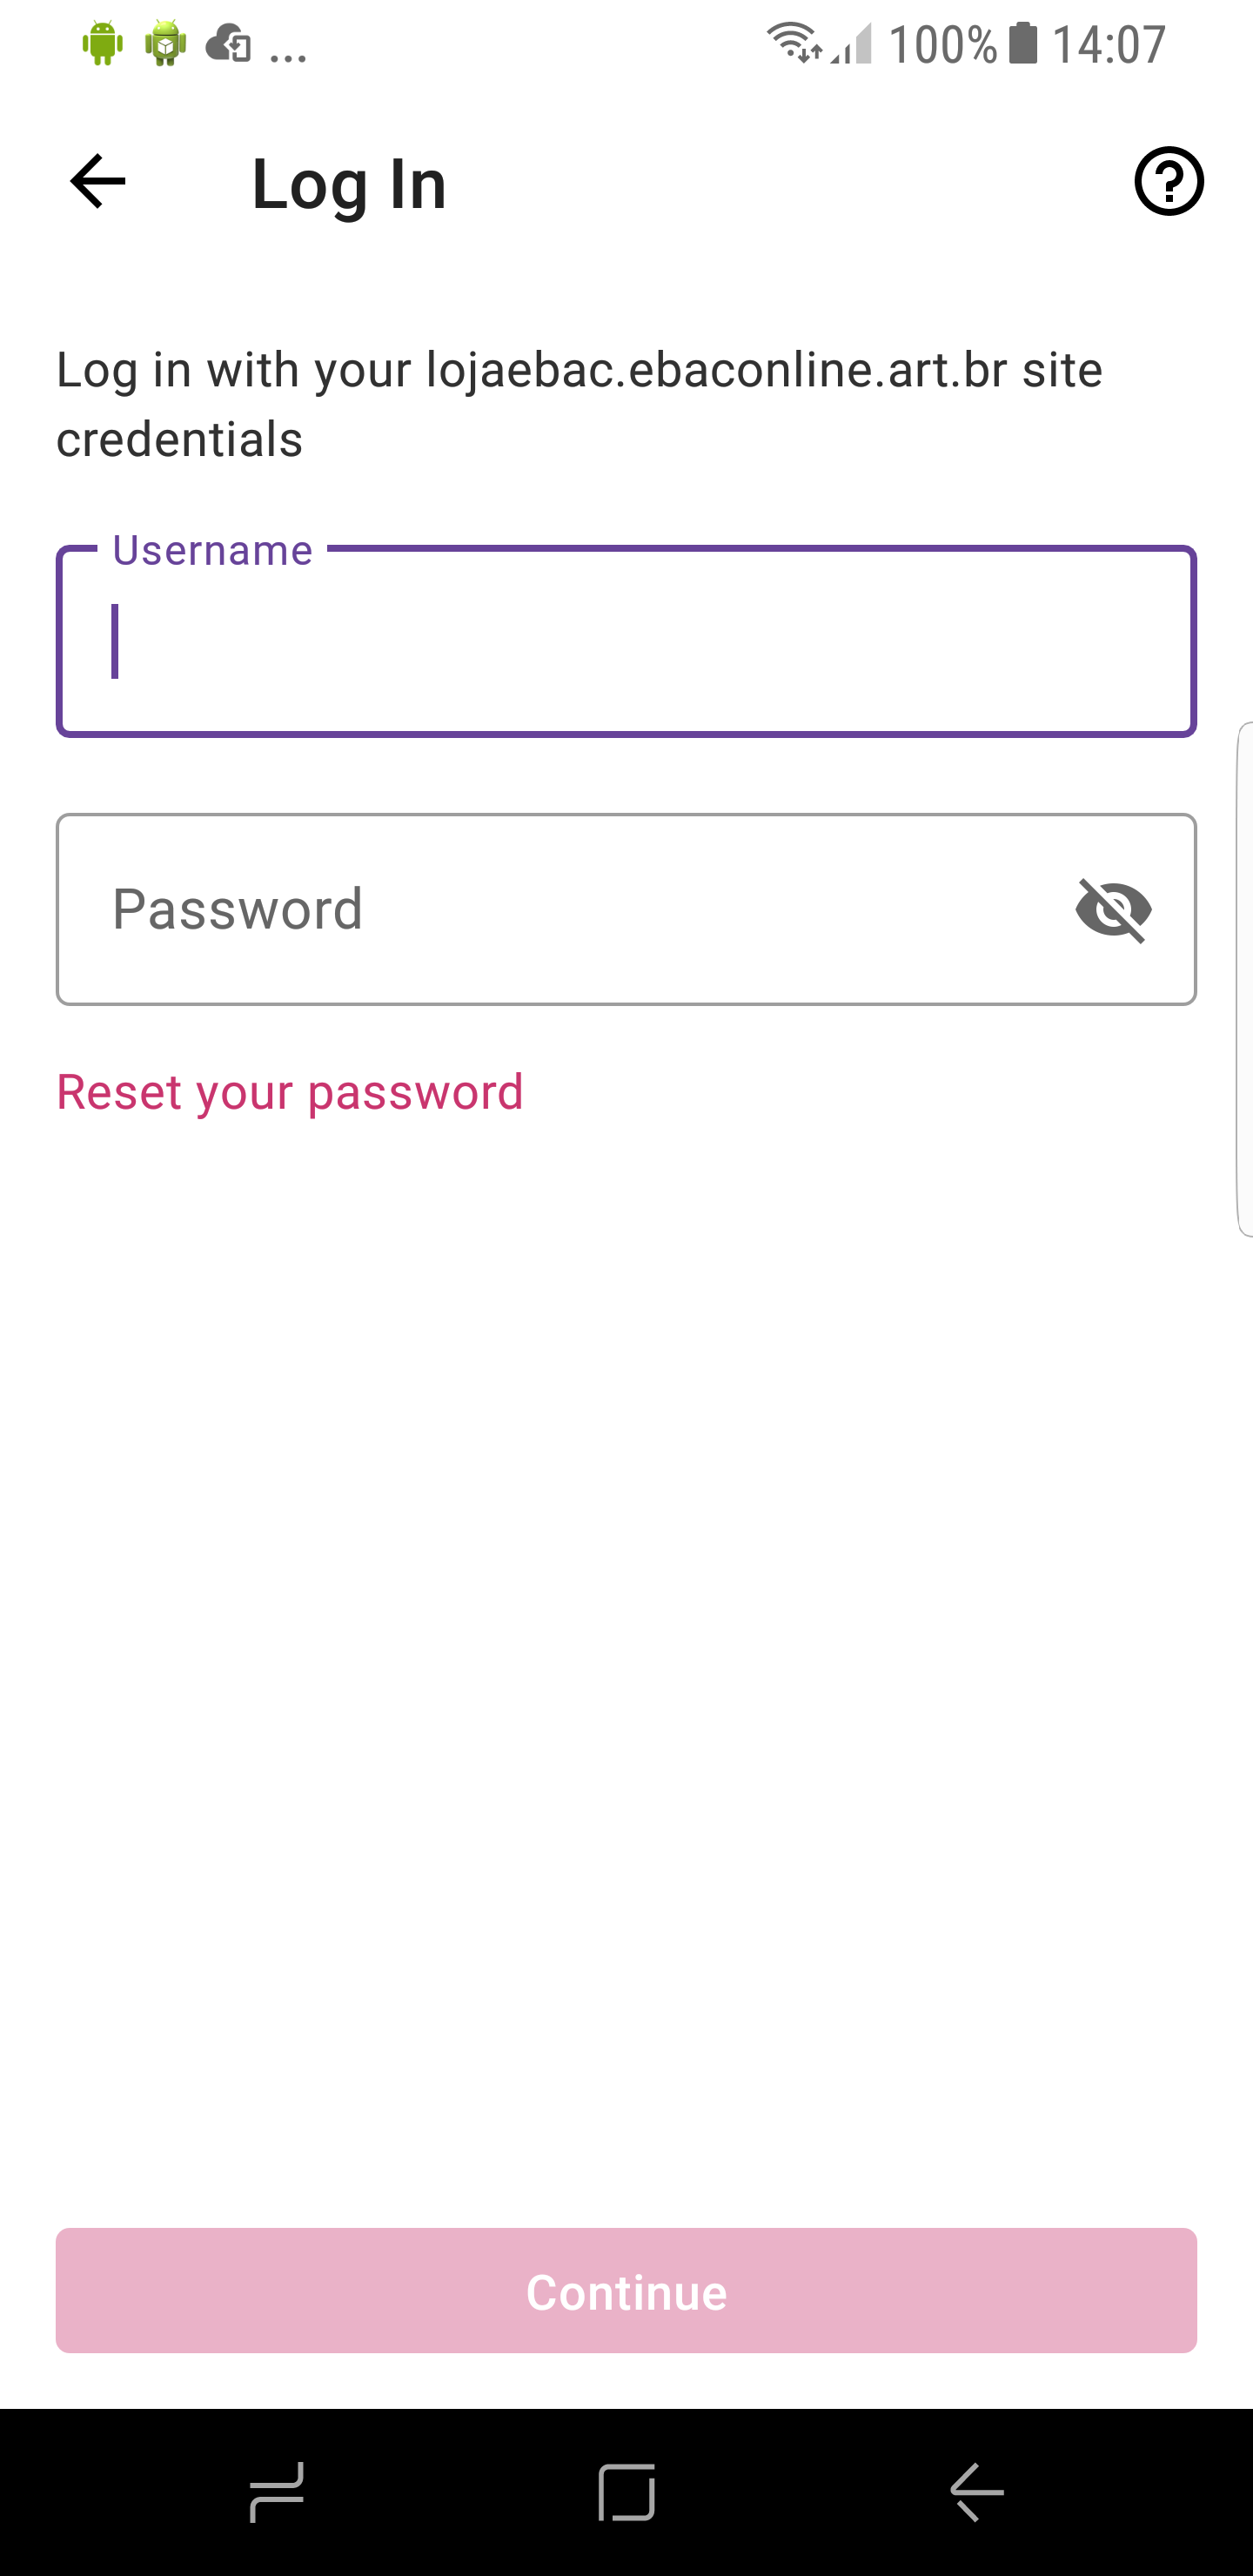 ... 100% 14:07
Log In
Log in with your lojaebac.ebaconline.art.br site
credentials
Username
Password
Reset your password
Continue